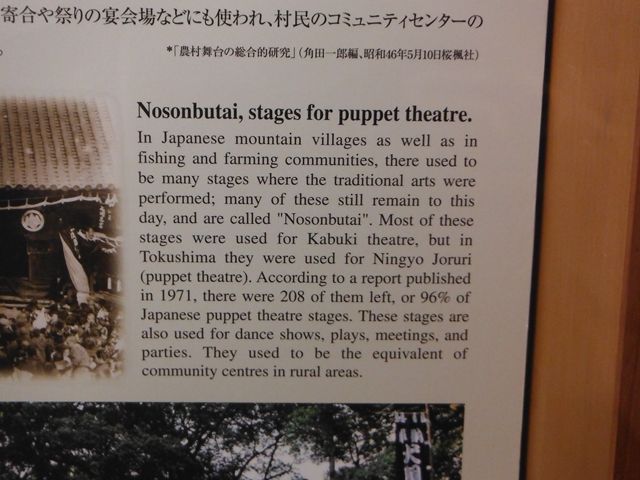 寄合や祭りの宴会場などにも使われ、村民のコミュニティセンターの
。
*「農村舞台の総合的研究」(角田一郎編、昭和46年5月10日桜楓社)
Nosonbutai, stages for puppet theatre.
In Japanese mountain villages as well as in
fishing and farming communities, there used to
be many stages where the traditional arts were
performed; many of these still remain to this
day, and are called "Nosonbutai". Most of these
stages were used for Kabuki theatre, but in
Tokushima they were used for Ningyo Joruri
(puppet theatre). According to a report published
in 1971, there were 208 of them left, or 96% of
Japanese puppet theatre stages. These stages are
also used for dance shows, plays, meetings, and
parties. They used to be the equivalent of
community centres in rural areas.